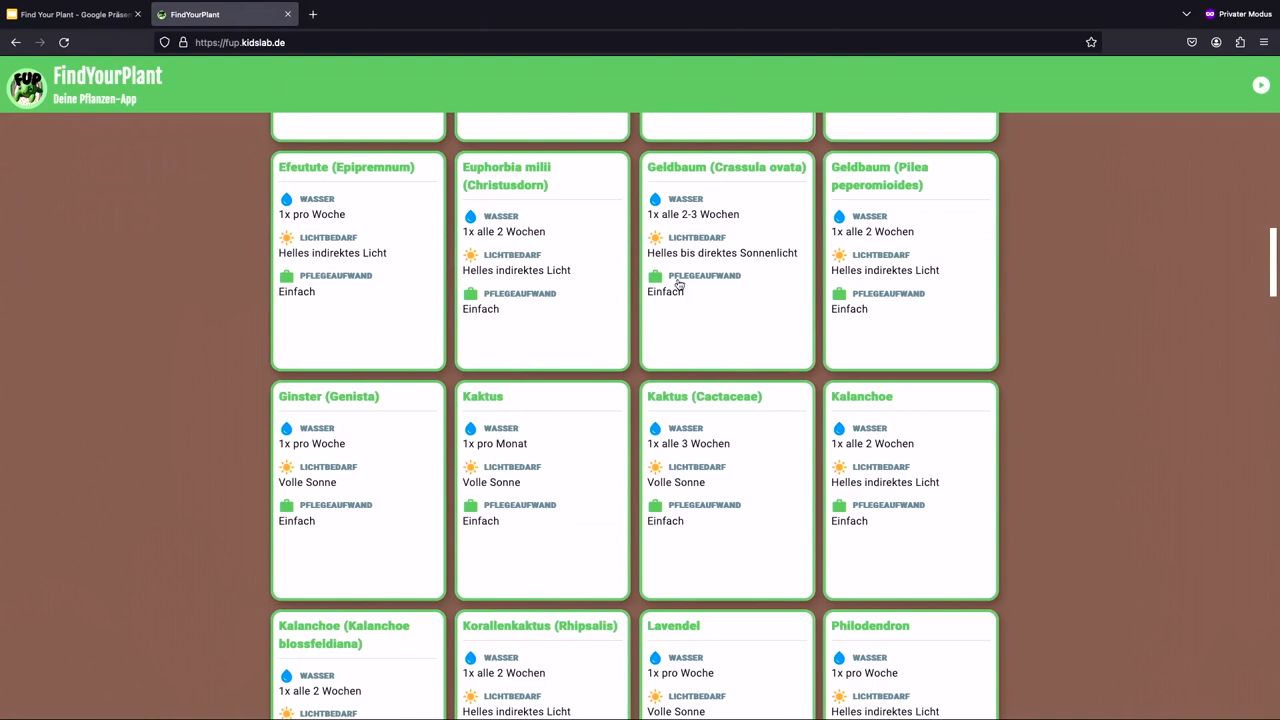 Find Your Plant - Google Präsen
FindYourPlant
Privater Modus
https://fup.kidslab.de
FUP
FindYourPlant
Deine Pflanzen-App
Efeutute (Epipremnum)
WASSER
1x pro Woche
LICHTBEDARF
Helles indirektes Licht
PFLEGEAUFWAND
Einfach
Euphorbia milii
(Christusdorn)
WASSER
1x alle 2 Wochen
LICHTBEDARF
Helles indirektes Licht
PFLEGEAUFWAND
Einfach
Geldbaum (Crassula ovata)
WASSER
1x alle 2-3 Wochen
LICHTBEDARF
Helles bis direktes Sonnenlicht
PFLEGEAUFWAND
Einfach
Geldbaum (Pilea
peperomioides)
WASSER
1x alle 2 Wochen
LICHTBEDARF
Helles indirektes Licht
PFLEGEAUFWAND
Einfach
Ginster (Genista)
WASSER
1x pro Woche
LICHTBEDARF
Volle Sonne
PFLEGEAUFWAND
Einfach
Kaktus
WASSER
1x pro Monat
LICHTBEDARF
Volle Sonne
PFLEGEAUFWAND
Einfach
Kaktus (Cactaceae)
WASSER
1x alle 3 Wochen
LICHTBEDARF
Volle Sonne
PFLEGEAUFWAND
Einfach
Kalanchoe
WASSER
1x alle 2 Wochen
LICHTBEDARF
Helles indirektes Licht
PFLEGEAUFWAND
Einfach
Kalanchoe (Kalanchoe
blossfeldiana)
WASSER
1x alle 2 Wochen
LICHTBEDARF
Korallenkaktus (Rhipsalis)
WASSER
1x alle 2 Wochen
LICHTBEDARF
Helles indirektes Licht
Lavendel
WASSER
1x pro Woche
LICHTBEDARF
Volle Sonne
Philodendron
WASSER
1x pro Woche
LICHTBEDARF
Helles indirektes Licht